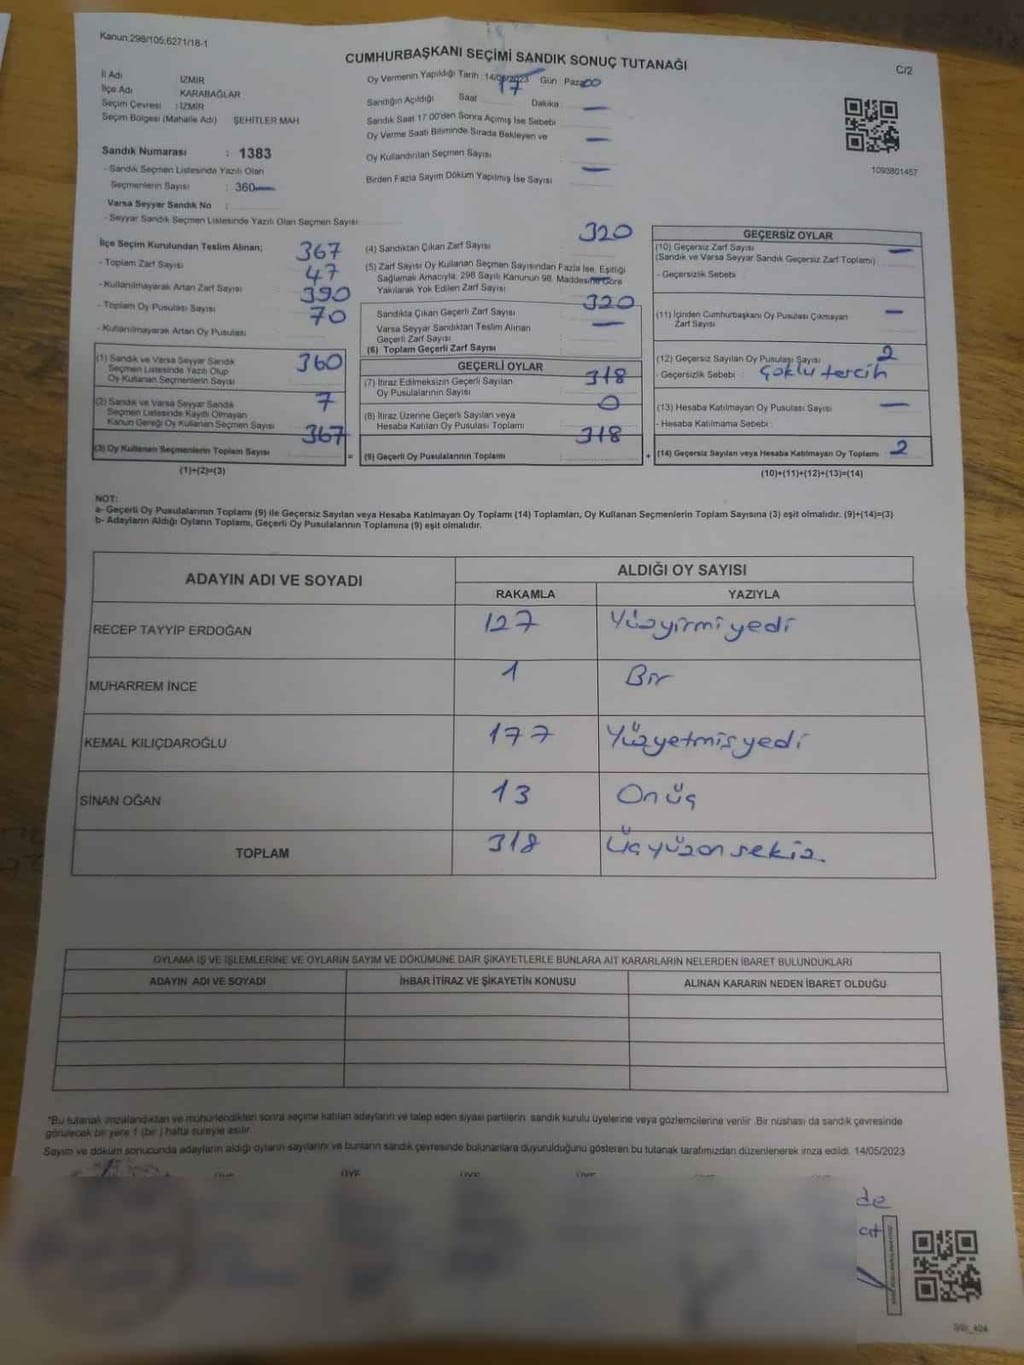 Kanun:298/105;6271/18-1
CUMHURBAŞKANI SEÇİMİ SANDIK SONUÇ TUTANAĞI
C/2
İl Adı İZMİR
İlçe Adı KARABAĞLAR
Seçim Çevresi : İZMİR
Seçim Bölgesi (Mahalle Adı) ŞEHİTLER MAH
Sandık Numarası : 1383
- Sandık Seçmen Listesinde Yazılı Olan
Seçmenlerin Sayısı : 360
Varsa Seyyar Sandık No :
- Seyyar Sandık Seçmen Listesinde Yazılı Olan Seçmen Sayısı
Oy Vermenin Yapıldığı Tarih : 14/05/2023 Gün : Pazar
Sandığın Açıldığı Saat 17 Dakika 00
Sandık Saat 17:00'den Sonra Açmış İse Sebebi —
Oy Verme Saati Bitiminde Sırada Bekleyen ve
Oy Kullandırılan Seçmen Sayısı —
Birden Fazla Sayım Döküm Yapılmış İse Sayısı —
1093801457
İlçe Seçim Kurulundan Teslim Alınan;
- Toplam Zarf Sayısı 367
- Kullanılmayarak Artan Zarf Sayısı 47
- Toplam Oy Pusulası Sayısı 390
- Kullanılmayarak Artan Oy Pusulası 70
(1) Sandık ve Varsa Seyyar Sandık
Seçmen Listesinde Yazılı Olup
Oy Kullanan Seçmenlerin Sayısı 360
(2) Sandık ve Varsa Seyyar Sandık
Seçmen Listesinde Kaydı Olmayan
Kanun Gereği Oy Kullanan Seçmen Sayısı 7
(3) Oy Kullanan Seçmenlerin Toplam Sayısı 367
(1)+(2)=(3)
(4) Sandıktan Çıkan Zarf Sayısı 320
(5) Zarf Sayısı Oy Kullanan Seçmen Sayısından Fazla İse, Eşitliği
Sağlamak Amacıyla, 298 Sayılı Kanunun 98. Maddesine Göre
Yakılarak Yok Edilen Zarf Sayısı —
Sandıkta Çıkan Geçerli Zarf Sayısı 320
Varsa Seyyar Sandıktan Teslim Alınan
Geçerli Zarf Sayısı —
(6) Toplam Geçerli Zarf Sayısı
GEÇERLİ OYLAR
(7) İtiraz Edilmeksizin Geçerli Sayılan
Oy Pusulalarının Sayısı 318
(8) İtiraz Üzerine Geçerli Sayılan veya
Hesaba Katılan Oy Pusulaları Toplamı 0
= (9) Geçerli Oy Pusulalarının Toplamı 318
GEÇERSİZ OYLAR
(10) Geçersiz Zarf Sayısı —
(Sandık ve Varsa Seyyar Sandık Geçersiz Zarf Toplamı)
- Geçersizlik Sebebi
(11) İçinden Cumhurbaşkanı Oy Pusulası Çıkmayan
Zarf Sayısı —
(12) Geçersiz Sayılan Oy Pusulası Sayısı 2
- Geçersizlik Sebebi : Çoklu tercih
(13) Hesaba Katılmayan Oy Pusulası Sayısı —
- Hesaba Katılmama Sebebi :
+ (14) Geçersiz Sayılan veya Hesaba Katılmayan Oy Toplamı 2
(10)+(11)+(12)+(13)=(14)
NOT:
a- Geçerli Oy Pusulalarının Toplamı (9) ile Geçersiz Sayılan veya Hesaba Katılmayan Oy Toplamı (14) Toplamları, Oy Kullanan Seçmenlerin Toplam Sayısına (3) eşit olmalıdır. (9)+(14)=(3)
b- Adayların Aldığı Oyların Toplamı, Geçerli Oy Pusulalarının Toplamına (9) eşit olmalıdır.
ADAYIN ADI VE SOYADI ALDIĞI OY SAYISI
RAKAMLA YAZIYLA
RECEP TAYYİP ERDOĞAN 127 Yüzyirmiyedi
MUHARREM İNCE 1 Bir
KEMAL KILIÇDAROĞLU 177 Yüzyetmişyedi
SİNAN OĞAN 13 Onüç
TOPLAM 318 Üçyüzonsekiz.
OYLAMA İŞ VE İŞLEMLERİNE VE OYLARIN SAYIM VE DÖKÜMÜNE DAİR ŞİKAYETLERLE BUNLARA AİT KARARLARIN NELERDEN İBARET BULUNDUKLARI
ADAYIN ADI VE SOYADI İHBAR İTİRAZ VE ŞİKAYETİN KONUSU ALINAN KARARIN NEDEN İBARET OLDUĞU
*Bu tutanak imzalandıktan ve mühürlendikten sonra seçime katılan adayların ve talep eden siyasi partilerin, sandık kurulu üyelerine veya gözlemcilerine verilir. Bir nüshası da sandık çevresinde
görülecek bir yere 1 (bir) hafta süreyle asılır.
Sayım ve döküm sonucunda adayların aldığı oyların sayılarını ve bunların sandık çevresinde bulunanlara duyurulduğunu gösteren bu tutanak tarafımızdan düzenlenerek imza edildi. 14/05/2023
ÜYE ÜYE ÜYE ÜYE
de